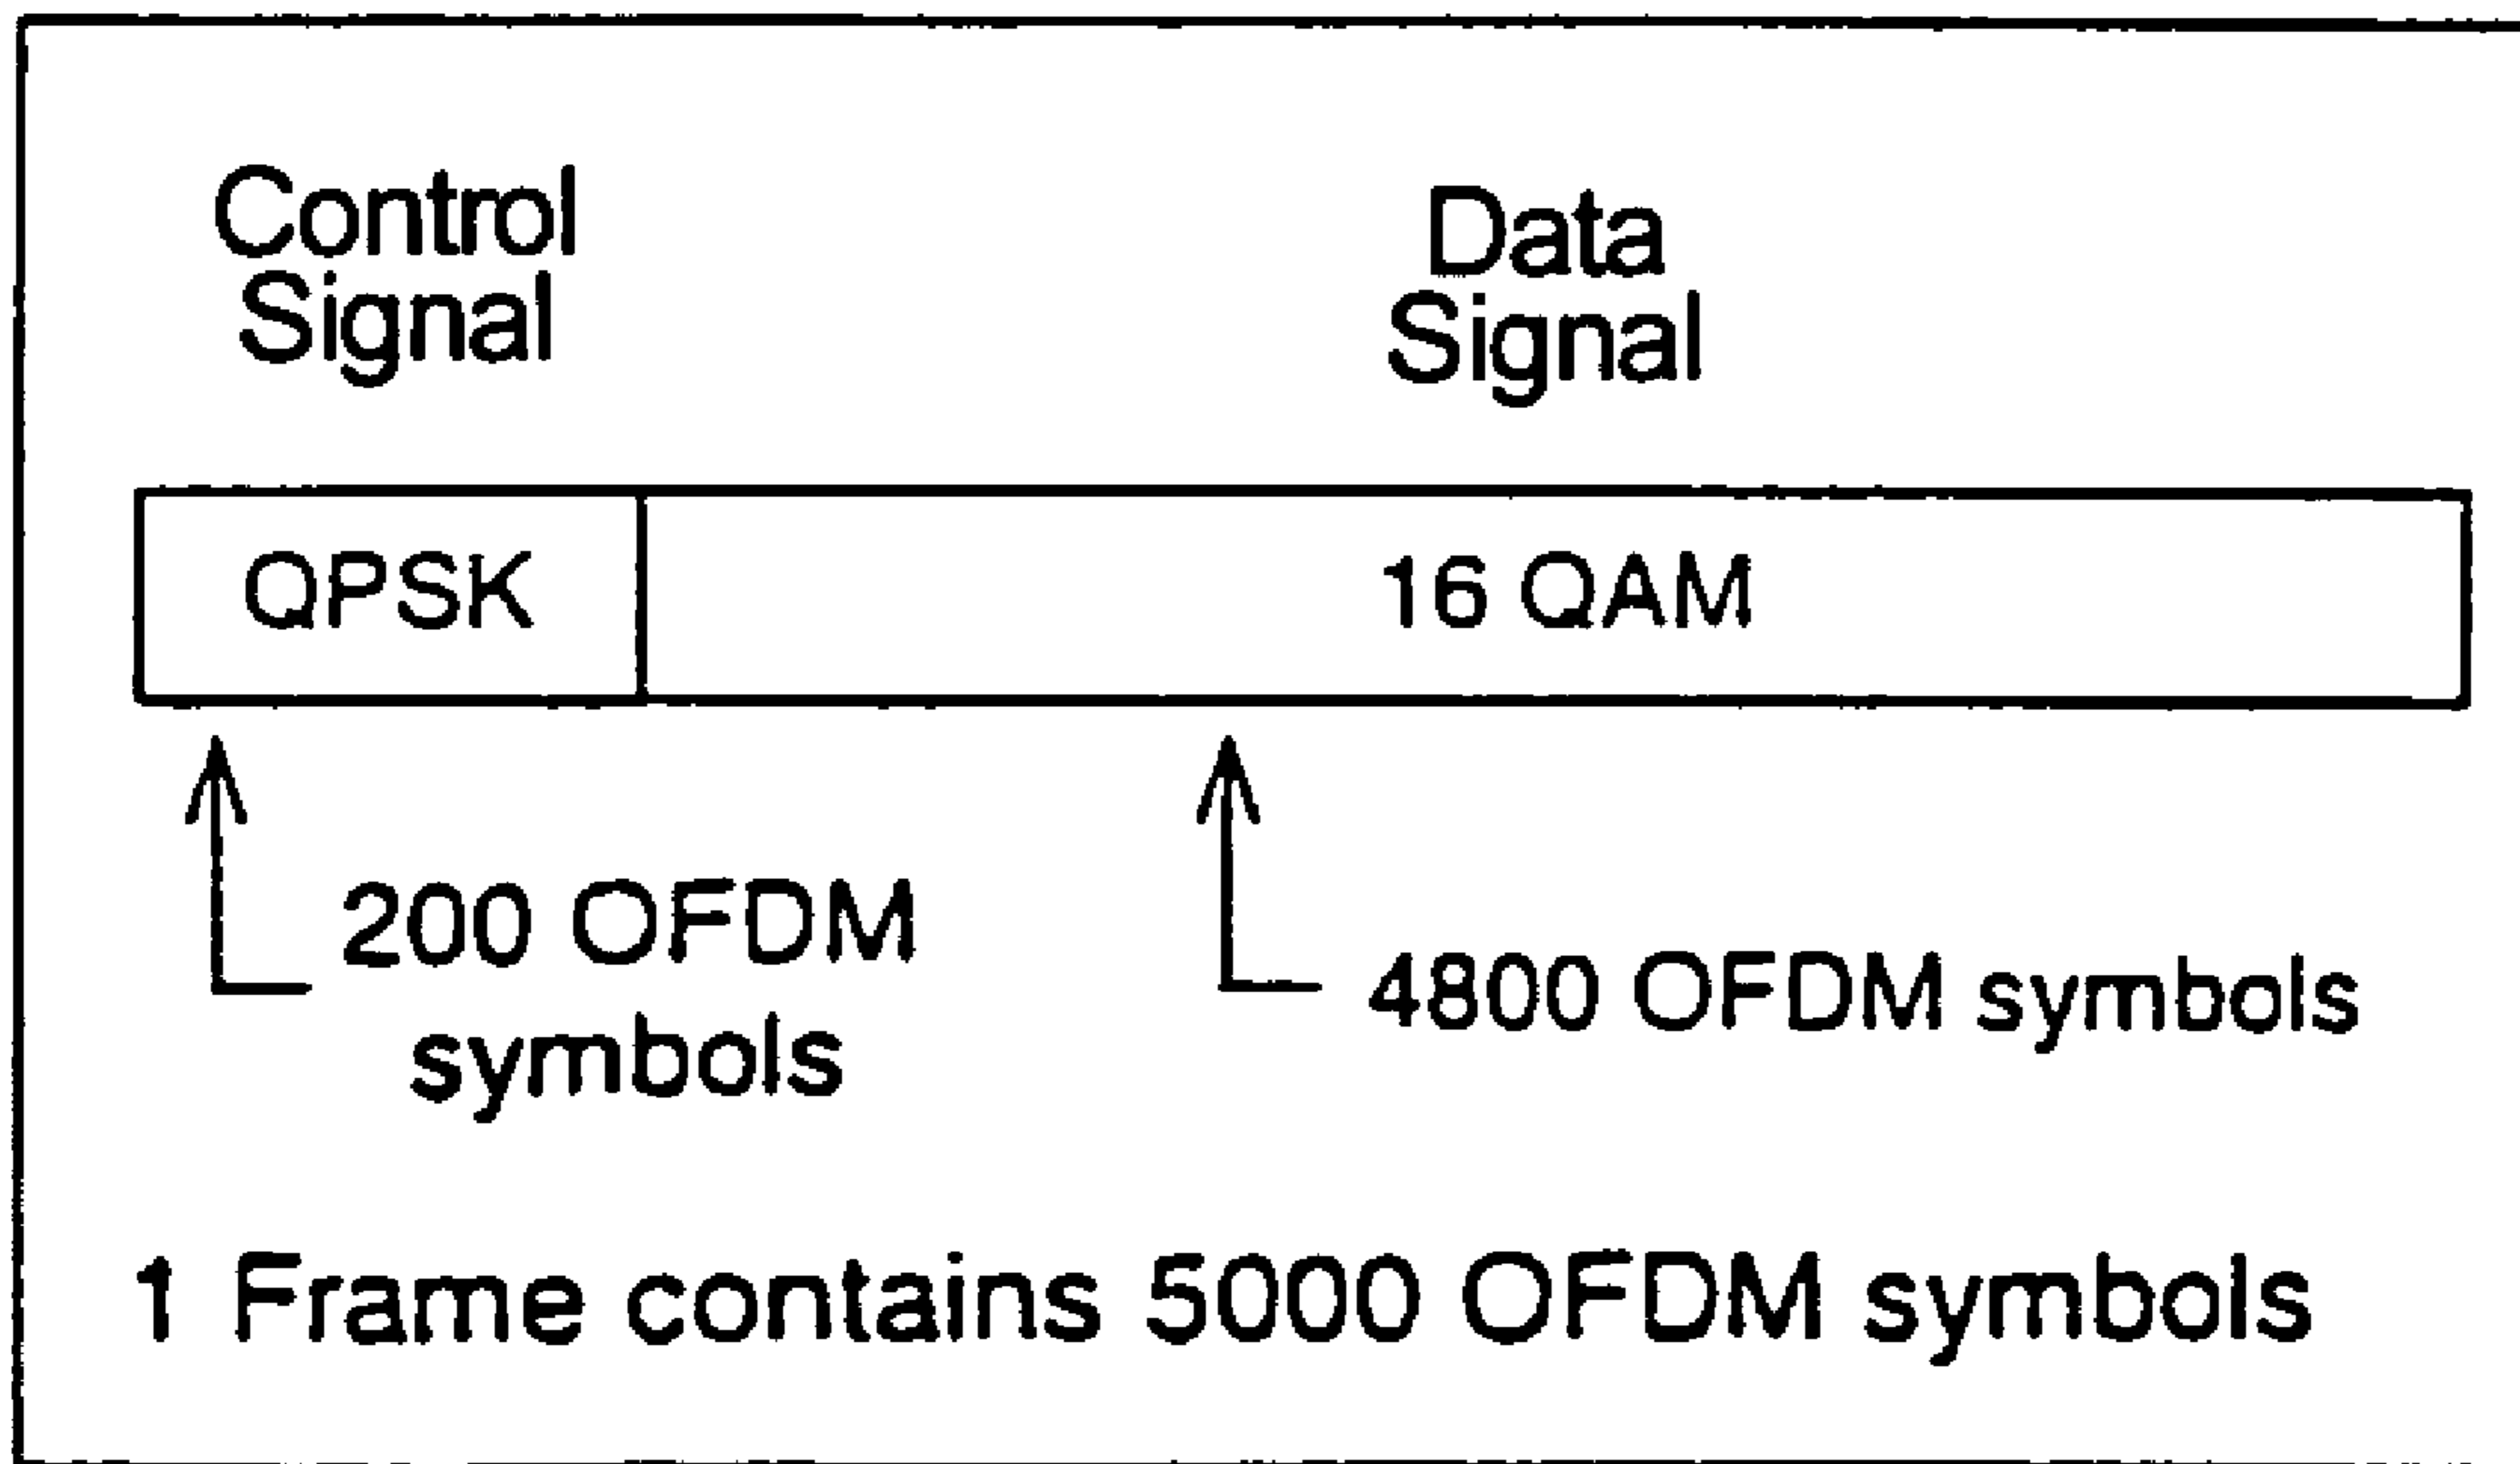 Control
Signal
Data
Signal
QPSK
16 QAM
200 OFDM
symbols
4800 OFDM symbols
1 Frame contains 5000 OFDM symbols